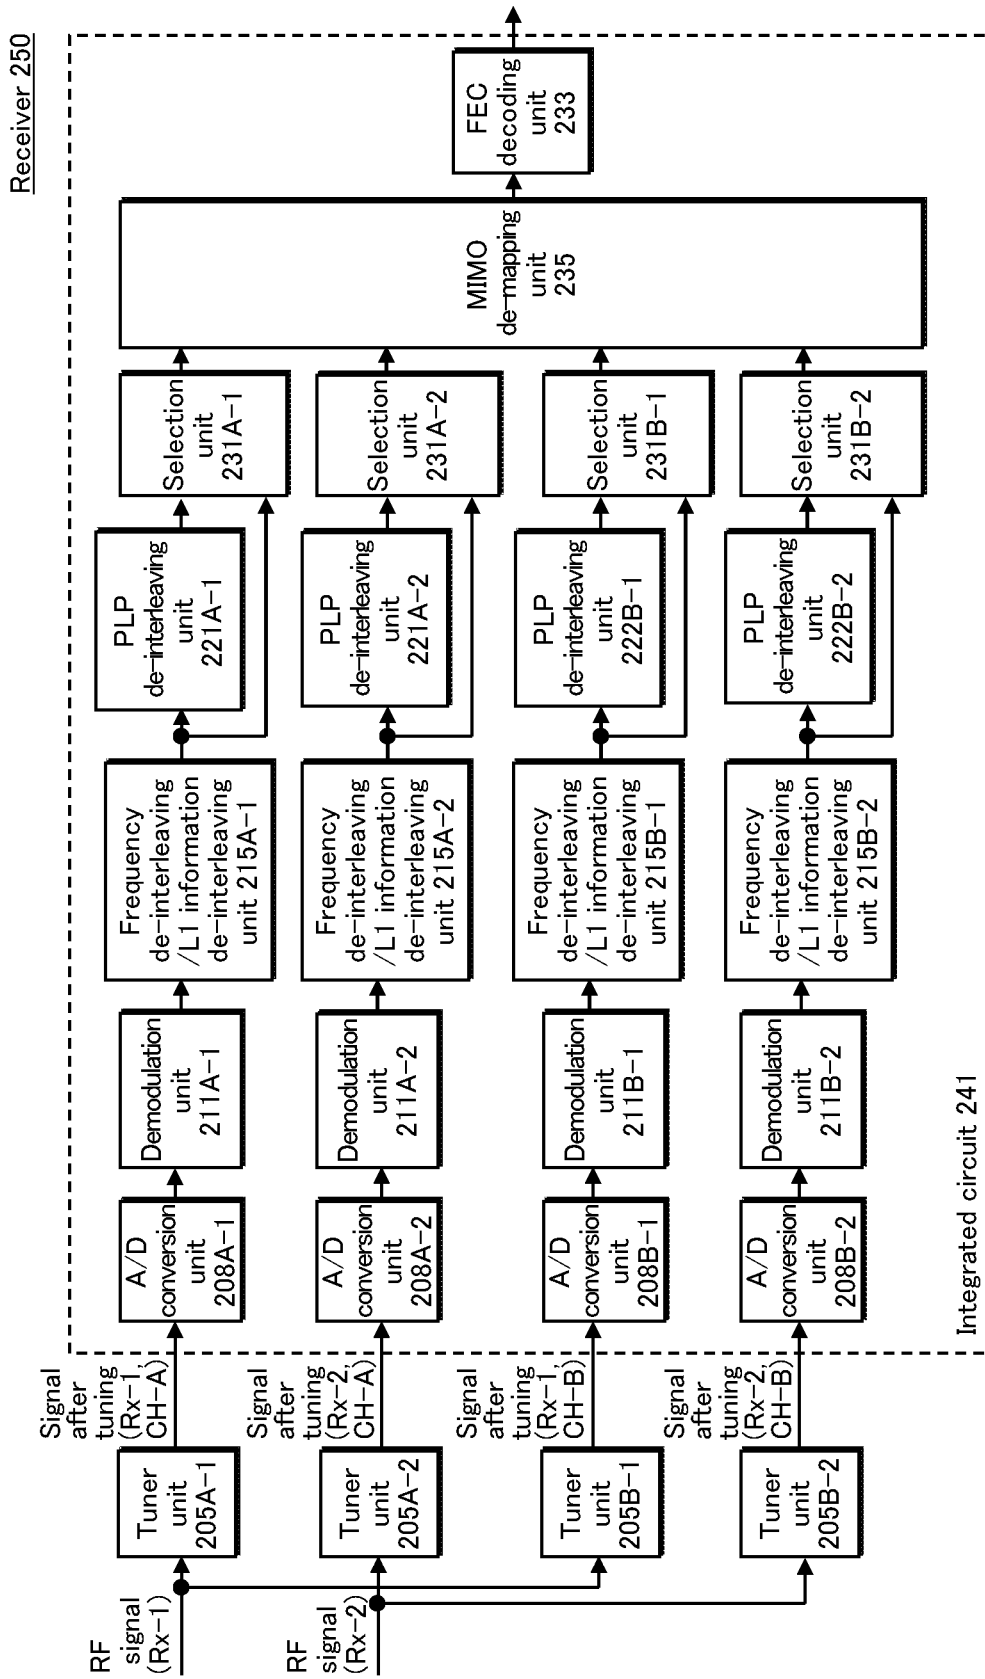 Receiver 250
RF
signal
(Rx-1)
Tuner
unit
205A-1
Signal
after
tuning
(Rx-1,
CH-A)
A/D
conversion
unit
208A-1
Demodulation
unit
211A-1
Frequency
de-interleaving
/L1 information
de-interleaving
unit 215A-1
PLP
de-interleaving
unit
221A-1
Selection
unit
231A-1
RF
signal
(Rx-2)
Tuner
unit
205A-2
Signal
after
tuning
(Rx-2,
CH-A)
A/D
conversion
unit
208A-2
Demodulation
unit
211A-2
Frequency
de-interleaving
/L1 information
de-interleaving
unit 215A-2
PLP
de-interleaving
unit
221A-2
Selection
unit
231A-2
Tuner
unit
205B-1
Signal
after
tuning
(Rx-1,
CH-B)
A/D
conversion
unit
208B-1
Demodulation
unit
211B-1
Frequency
de-interleaving
/L1 information
de-interleaving
unit 215B-1
PLP
de-interleaving
unit
222B-1
Selection
unit
231B-1
Tuner
unit
205B-2
Signal
after
tuning
(Rx-2,
CH-B)
A/D
conversion
unit
208B-2
Demodulation
unit
211B-2
Frequency
de-interleaving
/L1 information
de-interleaving
unit 215B-2
PLP
de-interleaving
unit
222B-2
Selection
unit
231B-2
MIMO
de-mapping
unit
235
FEC
decoding
unit
233
Integrated circuit 241